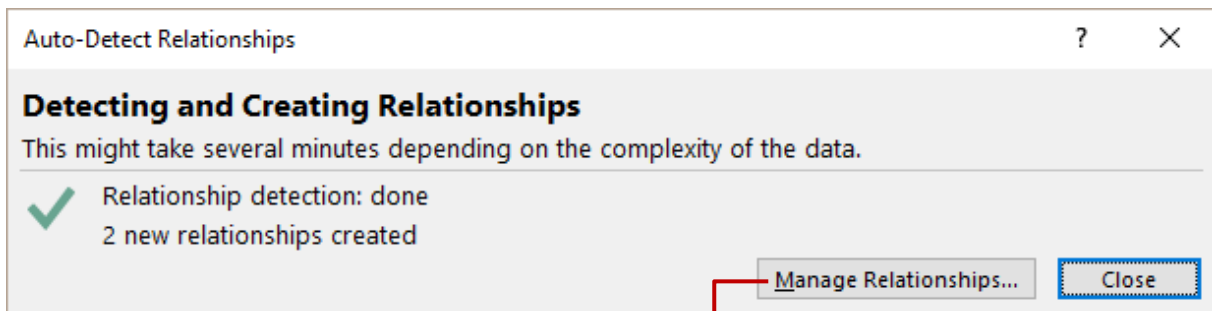 Auto-Detect Relationships ?
Detecting and Creating Relationships
This might take several minutes depending on the complexity of the data.
Relationship detection: done
2 new relationships created
Manage Relationships... Close